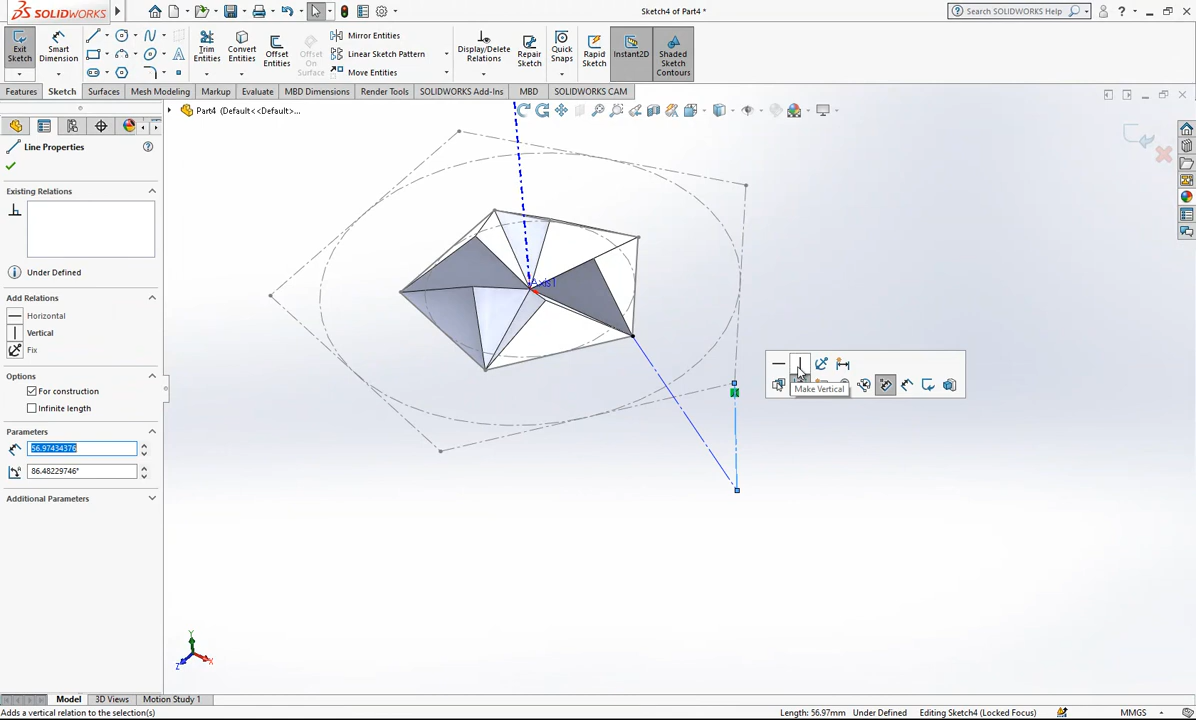 SOLIDWORKS
Sketch4 of Part4 *
Search SOLIDWORKS Help
Exit Sketch
Smart Dimension
Trim Entities
Convert Entities
Offset Entities
Offset On Surface
Mirror Entities
Linear Sketch Pattern
Move Entities
Display/Delete Relations
Repair Sketch
Quick Snaps
Rapid Sketch
Instant2D
Shaded Sketch Contours
Features
Sketch
Surfaces
Markup
Evaluate
Mesh Modeling
MBD Dimensions
Render Tools
SOLIDWORKS Add-Ins
MBD
SOLIDWORKS CAM
Part4 (Default<<Default>...
Line Properties
Existing Relations
Under Defined
Add Relations
Horizontal
Vertical
Fix
Options
For construction
Infinite length
Parameters
56.97434376
86.48229746°
Additional Parameters
Axis1
Make Vertical
Y
X
Z
Model
3D Views
Motion Study 1
Adds a vertical relation to the selection(s)
Length: 56.97mm
Under Defined
Editing Sketch4 (Locked Focus)
MMGS